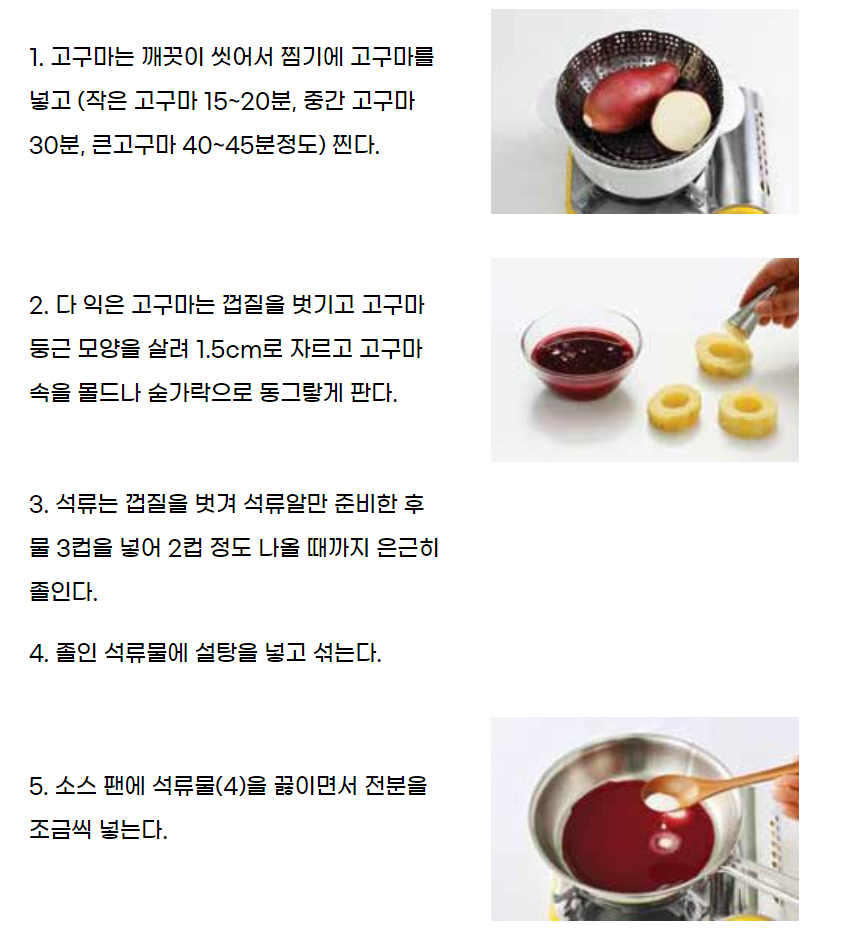 1. 고구마는 깨끗이 씻어서 찜기에 고구마를
넣고 (작은 고구마 15~20분, 중간 고구마
30분, 큰고구마 40~45분정도) 찐다.
2. 다 익은 고구마는 껍질을 벗기고 고구마
둥근 모양을 살려 1.5cm로 자르고 고구마
속을 몰드나 숟가락으로 동그랗게 판다.
3. 석류는 껍질을 벗겨 석류알만 준비한 후
물 3컵을 넣어 2컵 정도 나올 때까지 은근히
졸인다.
4. 졸인 석류물에 설탕을 넣고 섞는다.
5. 소스 팬에 석류물(4)을 끓이면서 전분을
조금씩 넣는다.